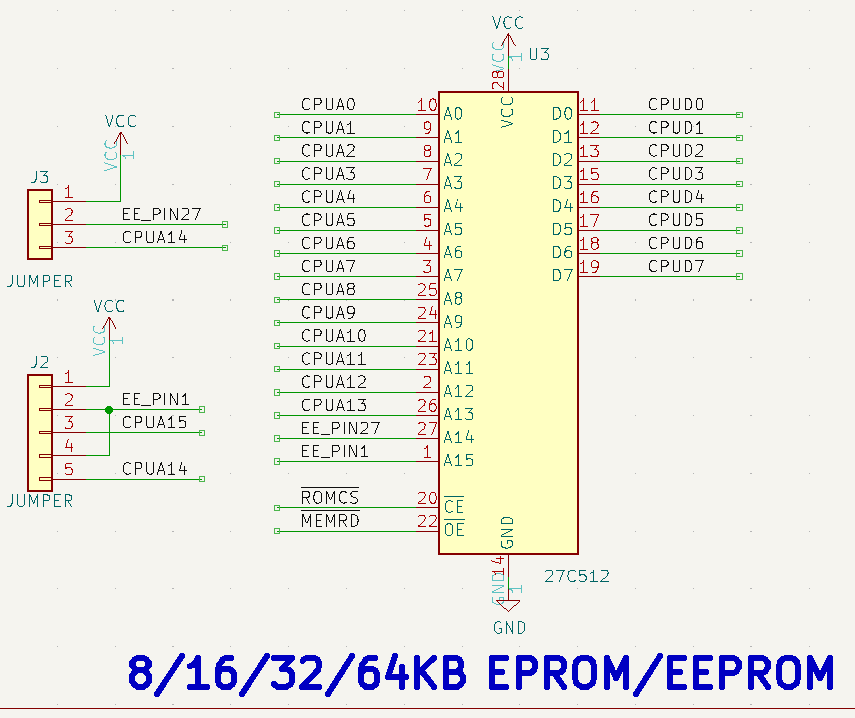 VCC
VCC
1
U3
28
VCC
CPUA0 10 A0 D0 11 CPUD0
CPUA1 9 A1 D1 12 CPUD1
CPUA2 8 A2 D2 13 CPUD2
CPUA3 7 A3 D3 15 CPUD3
CPUA4 6 A4 D4 16 CPUD4
CPUA5 5 A5 D5 17 CPUD5
CPUA6 4 A6 D6 18 CPUD6
CPUA7 3 A7 D7 19 CPUD7
CPUA8 25 A8
CPUA9 24 A9
CPUA10 21 A10
CPUA11 23 A11
CPUA12 2 A12
CPUA13 26 A13
EE_PIN27 27 A14
EE_PIN1 1 A15
ROMCS 20 CE
MEMRD 22 OE
GND
14
GND
1
27C512
GND
VCC
VCC
1
J3
1
2 EE_PIN27
3 CPUA14
JUMPER
VCC
VCC
1
J2
1
2 EE_PIN1
3 CPUA15
4
5 CPUA14
JUMPER
8/16/32/64KB EPROM/EEPROM